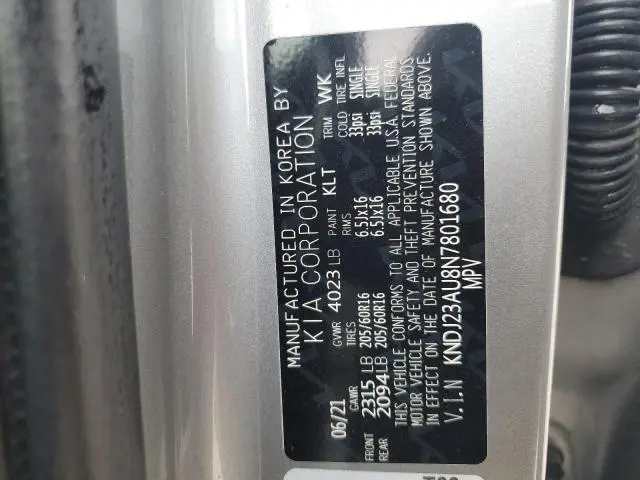 MANUFACTURED IN KOREA BY
KIA CORPORATION
06/21 GVWR 4023 LB PAINT KLT TRIM WK
GAWR TIRES RIMS COLD TIRE INFL
FRONT 2315 LB 205/60R16 6.5Jx16 33psi SINGLE
REAR 2094 LB 205/60R16 6.5Jx16 33psi SINGLE
THIS VEHICLE CONFORMS TO ALL APPLICABLE U.S.A. FEDERAL
MOTOR VEHICLE SAFETY AND THEFT PREVENTION STANDARDS
IN EFFECT ON THE DATE OF MANUFACTURE SHOWN ABOVE.
V.I.N KNDJ23AU8N7801680
MPV